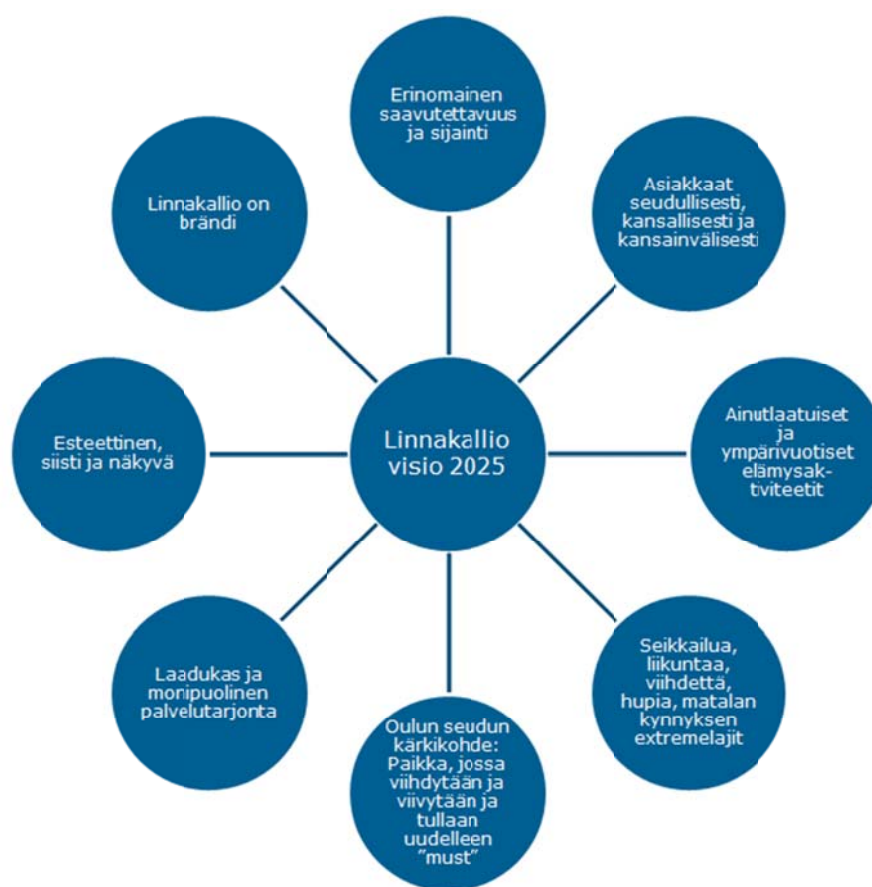 Erinomainen
saavutettavuus
ja sijainti
Asiakkaat
seudullisesti,
kansallisesti ja
kansainvälisesti
Ainutlaatuiset
ja
ympärivuotiset
elämysak-
tiviteetit
Seikkailua,
liikuntaa,
viihdettä,
hupia, matalan
kynnyksen
extremelajit
Oulun seudun
kärkikohde:
Paikka, jossa
viihdytään ja
viivytään ja
tullaan
uudelleen
”must”
Laadukas ja
monipuolinen
palvelutarjonta
Esteettinen,
siisti ja näkyvä
Linnakallio on
brändi
Linnakallio
visio 2025